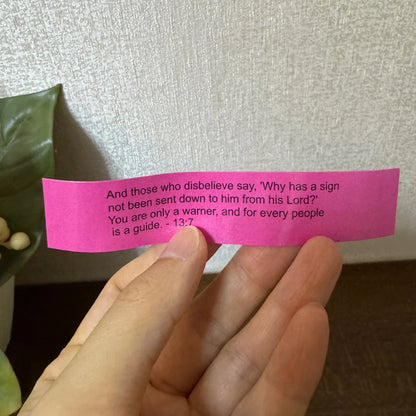 And those who disbelieve say, 'Why has a sign
not been sent down to him from his Lord?'
You are only a warner, and for every people
is a guide. - 13:7